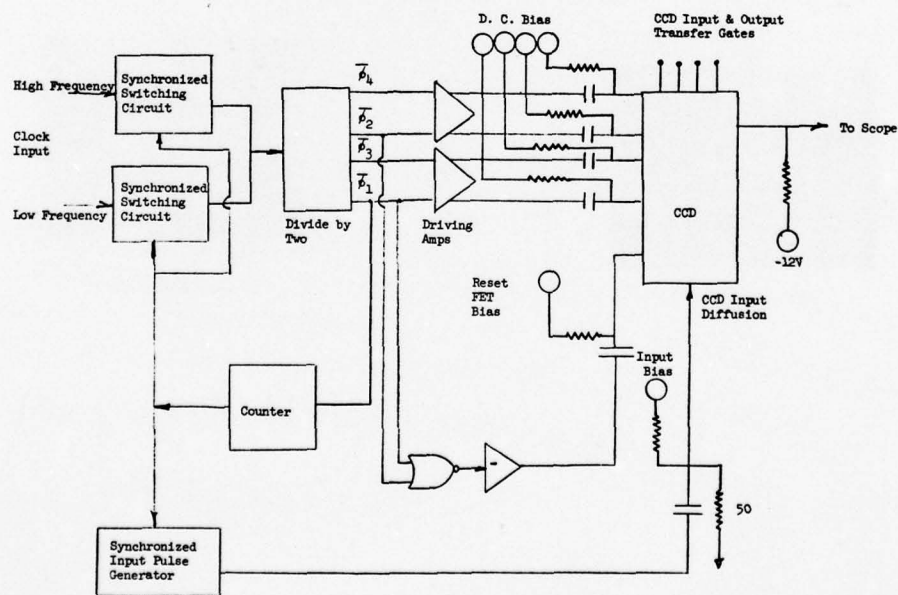 D. C. Bias
CCD Input & Output
Transfer Gates
High Frequency
Synchronized
Switching
Circuit
Clock
Input
Low Frequency
Synchronized
Switching
Circuit
Divide by
Two
φ̅4
φ̅2
φ̅3
φ̅1
Driving
Amps
CCD
To Scope
-12V
Reset
FET
Bias
CCD Input
Diffusion
Input
Bias
Counter
-
50
Synchronized
Input Pulse
Generator